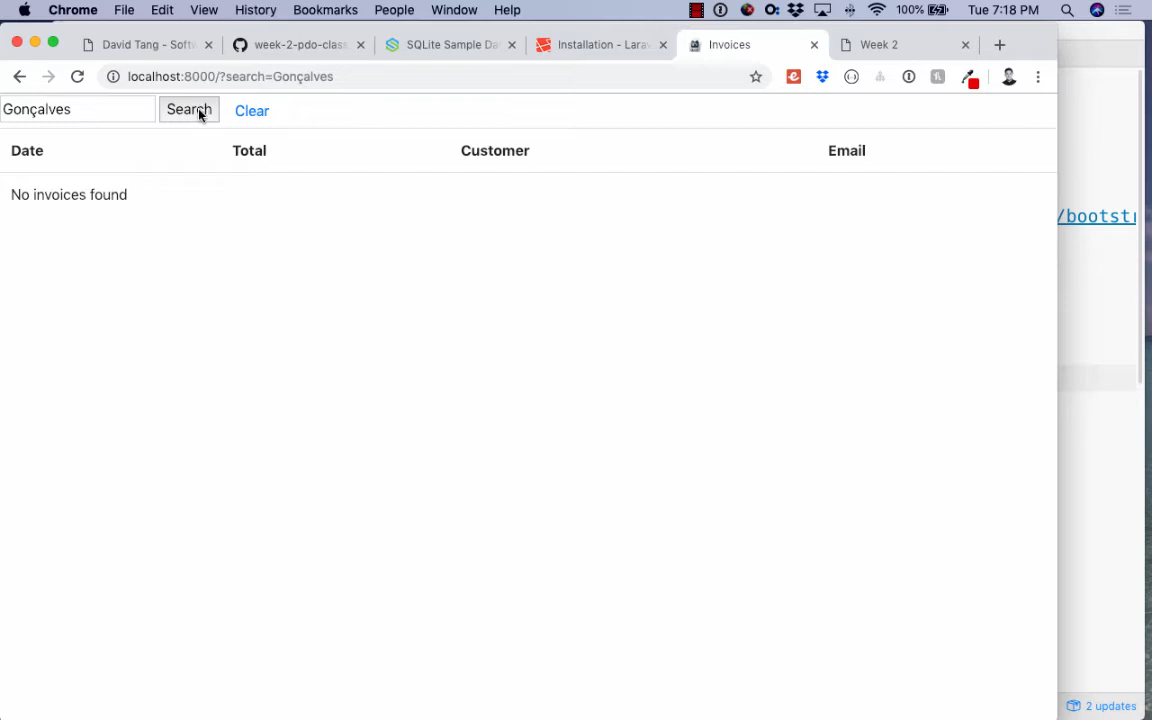 Chrome File Edit View History Bookmarks People Window Help 100% Tue 7:18 PM
David Tang - Softw week-2-pdo-clas SQLite Sample Da Installation - Larav Invoices Week 2
localhost:8000/?search=Gonçalves
Gonçalves Search Clear
Date Total Customer Email
No invoices found
/bootstr
2 updates